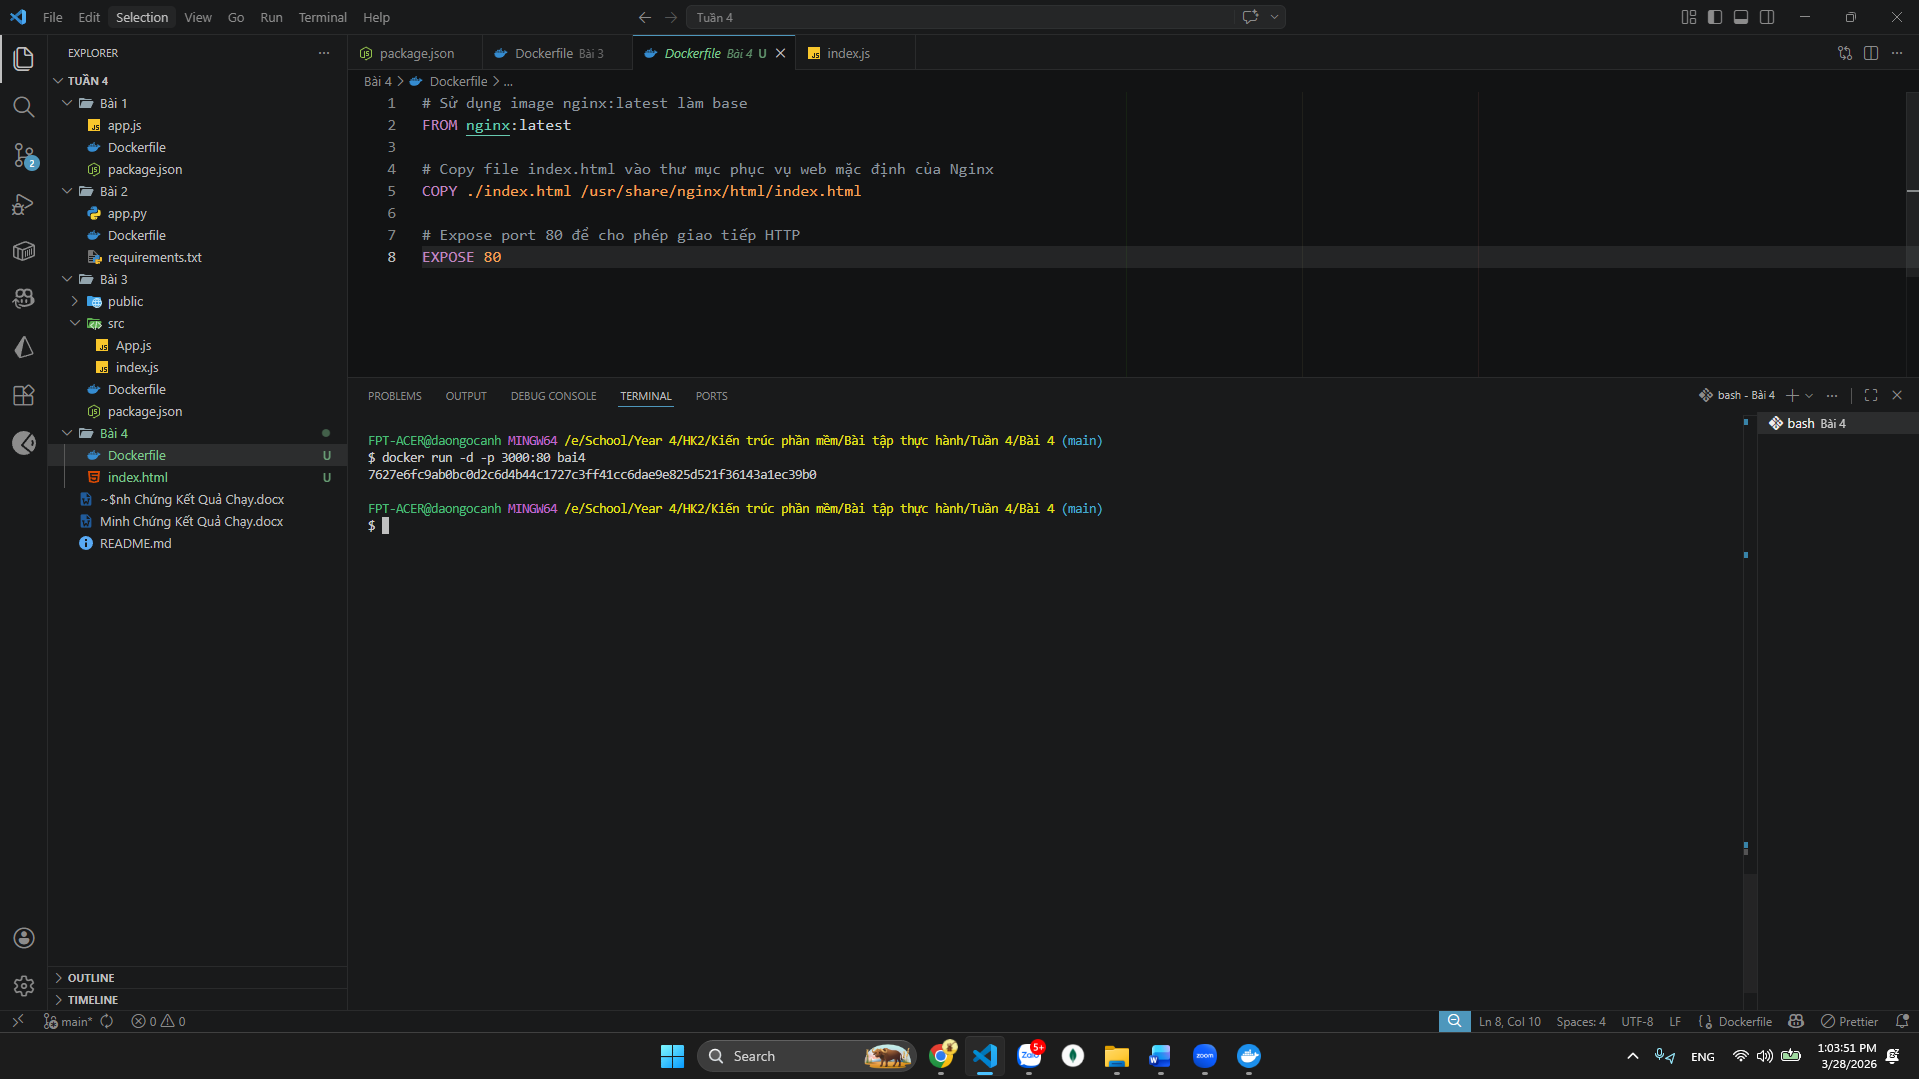 File Edit Selection View Go Run Terminal Help
Tuần 4
EXPLORER
TUẦN 4
Bài 1
app.js
Dockerfile
package.json
Bài 2
app.py
Dockerfile
requirements.txt
Bài 3
public
src
App.js
index.js
Dockerfile
package.json
Bài 4
Dockerfile U
index.html U
~$nh Chứng Kết Quả Chạy.docx
Minh Chứng Kết Quả Chạy.docx
README.md
OUTLINE
TIMELINE
2
package.json
Dockerfile Bài 3
Dockerfile Bài 4 U
index.js
Bài 4 > Dockerfile > ...
1 # Sử dụng image nginx:latest làm base
2 FROM nginx:latest
3
4 # Copy file index.html vào thư mục phục vụ web mặc định của Nginx
5 COPY ./index.html /usr/share/nginx/html/index.html
6
7 # Expose port 80 để cho phép giao tiếp HTTP
8 EXPOSE 80
PROBLEMS OUTPUT DEBUG CONSOLE TERMINAL PORTS
bash - Bài 4
bash Bài 4
FPT-ACER@daongocanh MINGW64 /e/School/Year 4/HK2/Kiến trúc phần mềm/Bài tập thực hành/Tuần 4/Bài 4 (main)
$ docker run -d -p 3000:80 bai4
7627e6fc9ab0bc0d2c6d4b44c1727c3ff41cc6dae9e825d521f36143a1ec39b0
FPT-ACER@daongocanh MINGW64 /e/School/Year 4/HK2/Kiến trúc phần mềm/Bài tập thực hành/Tuần 4/Bài 4 (main)
$
main* 0 0
Ln 8, Col 10 Spaces: 4 UTF-8 LF {} Dockerfile Prettier
Search
Zalo
5+
zoom
ENG
1:03:51 PM
3/28/2026